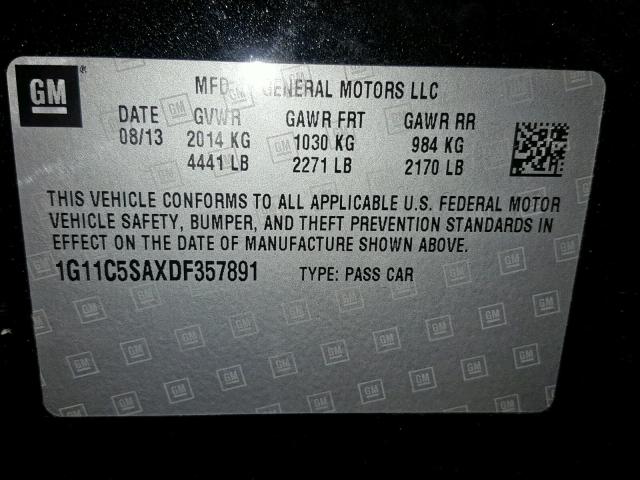 GM ®
MFD GENERAL MOTORS LLC
DATE GVWR GAWR FRT GAWR RR
08/13 2014 KG 1030 KG 984 KG
4441 LB 2271 LB 2170 LB
THIS VEHICLE CONFORMS TO ALL APPLICABLE U.S. FEDERAL MOTOR
VEHICLE SAFETY, BUMPER, AND THEFT PREVENTION STANDARDS IN
EFFECT ON THE DATE OF MANUFACTURE SHOWN ABOVE.
1G11C5SAXDF357891 TYPE: PASS CAR